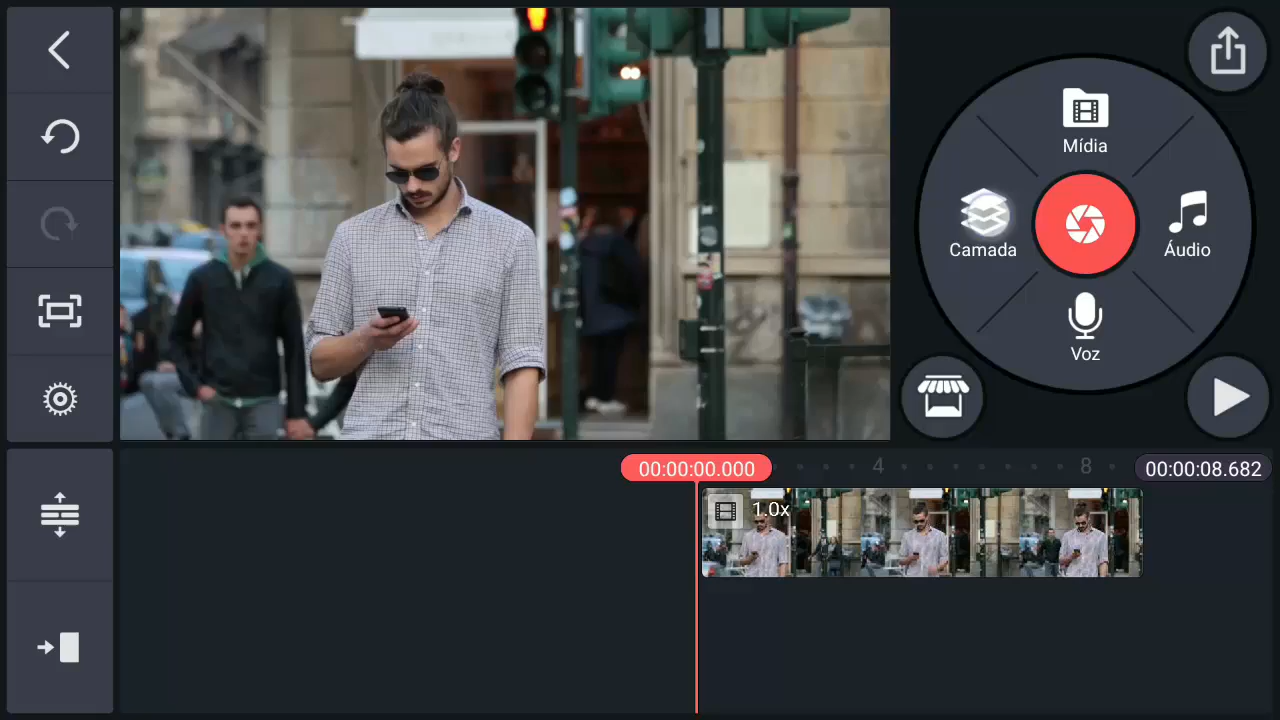 Mídia
Camada
Áudio
Voz
00:00:00.000
4
8
00:00:08.682
1.0x